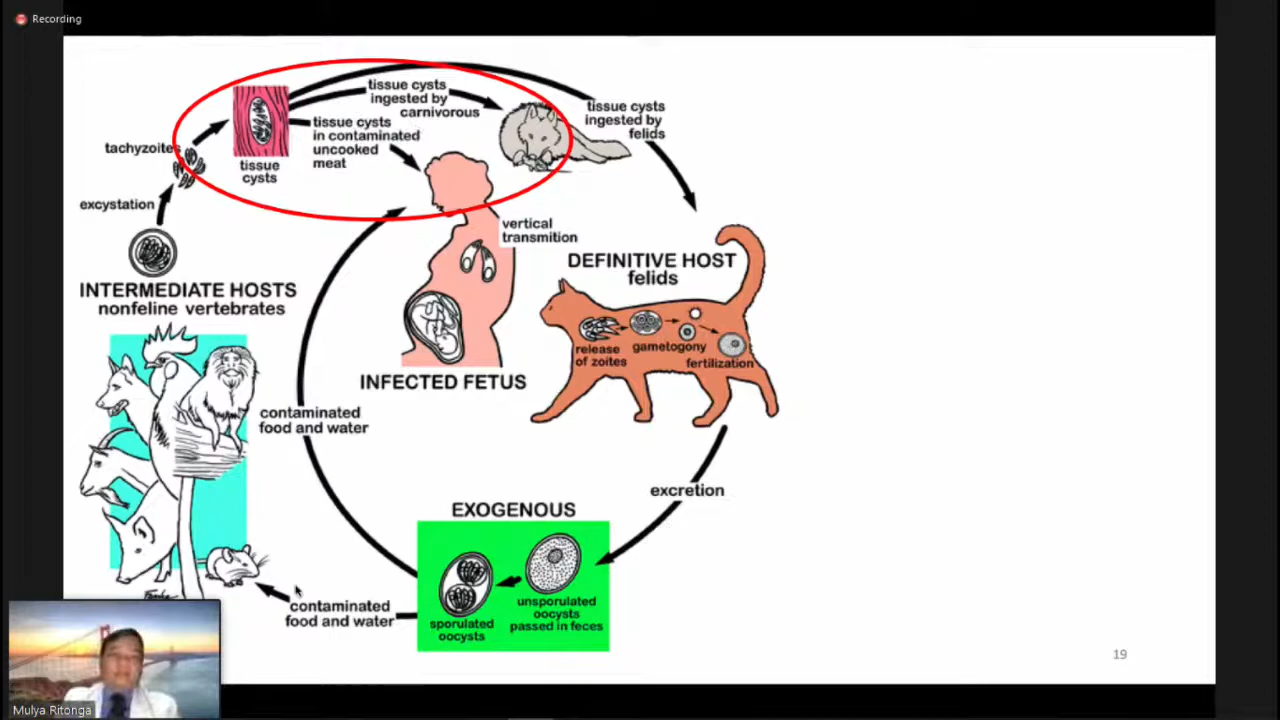 Recording
tissue cysts
ingested by
carnivorous
tissue cysts
ingested by
felids
tissue cysts
in contaminated
uncooked
meat
tachyzoites
tissue
cysts
excystation
vertical
transmition
INTERMEDIATE HOSTS
nonfeline vertebrates
DEFINITIVE HOST
felids
release
of zoites
gametogony
fertilization
INFECTED FETUS
contaminated
food and water
excretion
EXOGENOUS
unsporulated
oocysts
passed in feces
sporulated
oocysts
contaminated
food and water
19
Mulya Ritonga